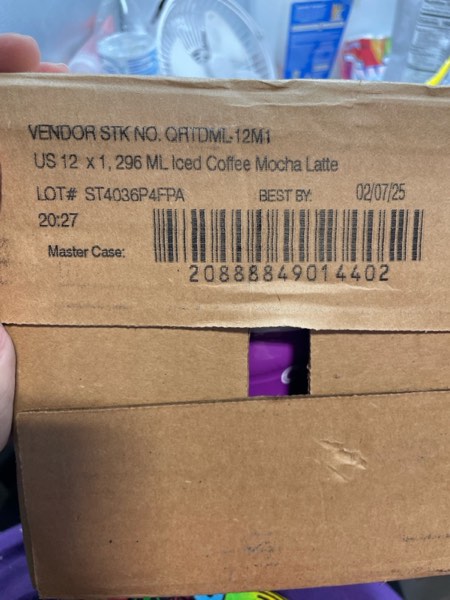 VENDOR STK NO. QRTDML-12M1
US 12 x 1, 296 ML Iced Coffee Mocha Latte
LOT# ST4036P4FPA BEST BY: 02/07/25
20:27
Master Case:
20888849014402